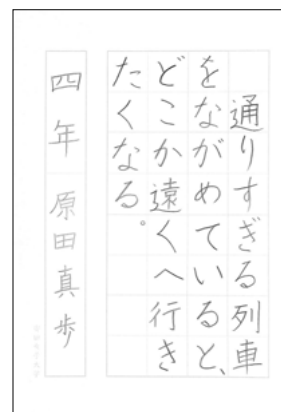 通りすぎる列車
をながめていると、
どこか遠くへ行き
たくなる。
四年 原田真歩